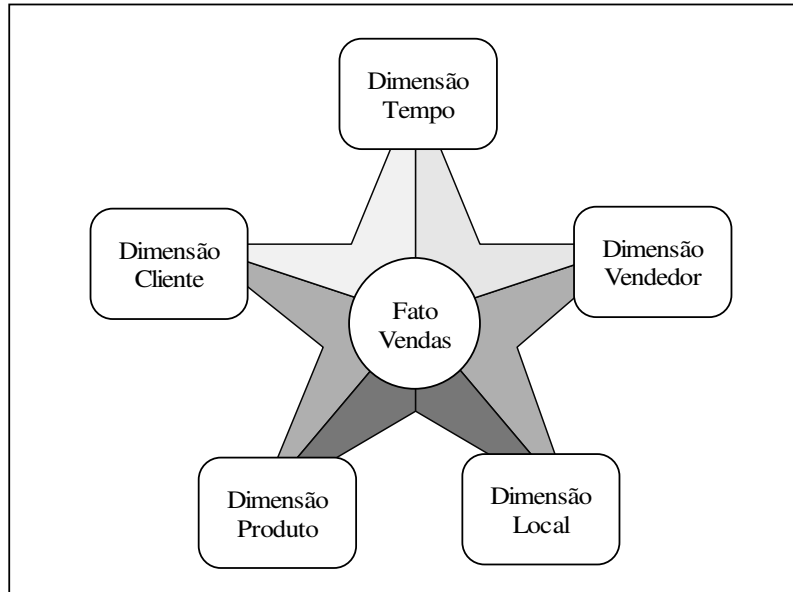 Dimensão
Tempo
Dimensão
Cliente
Dimensão
Vendedor
Fato
Vendas
Dimensão
Produto
Dimensão
Local